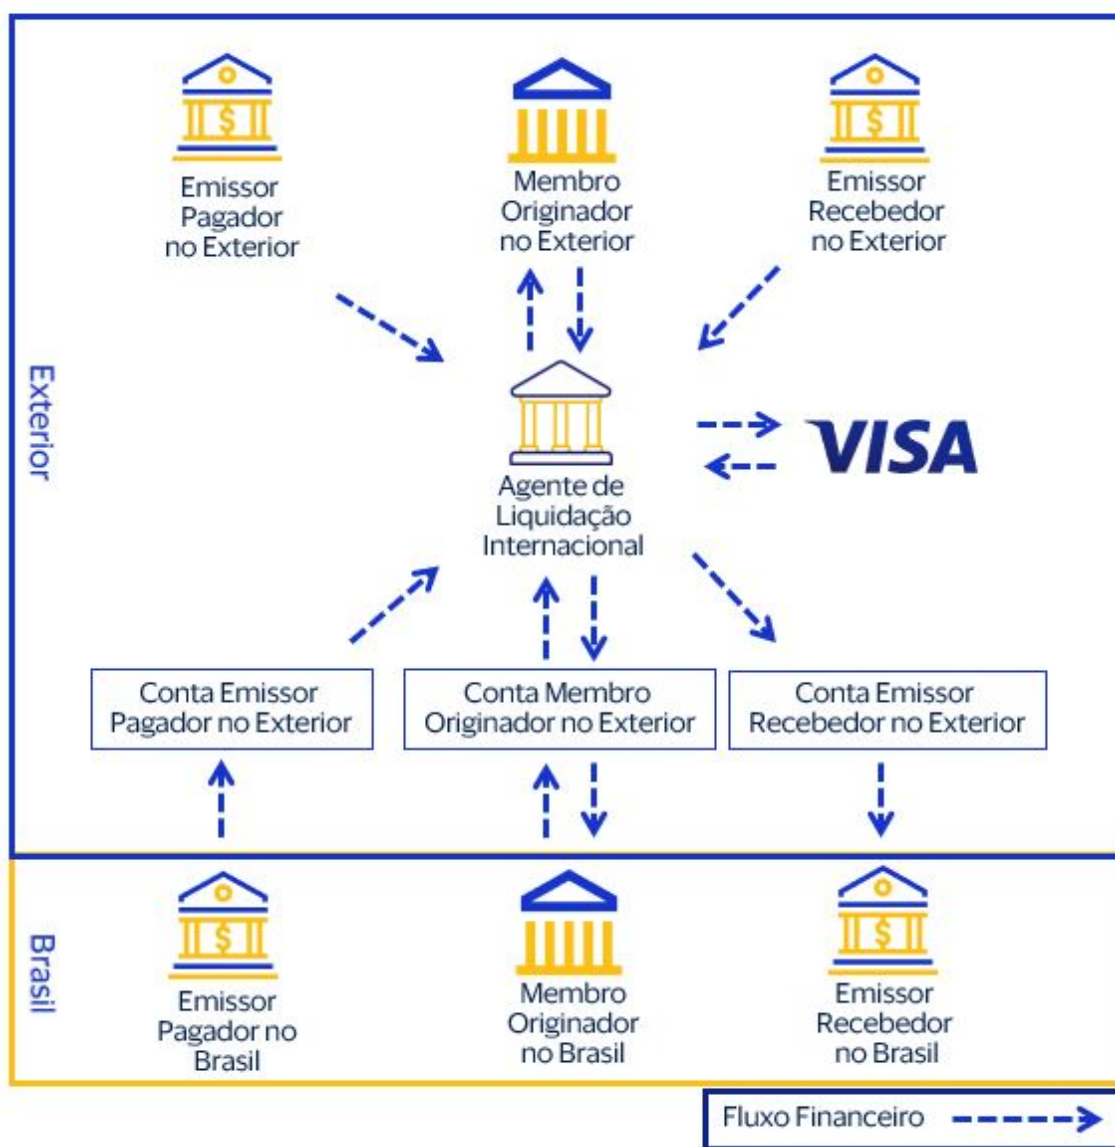 Emissor
Pagador
no Exterior
Membro
Originador
no Exterior
Emissor
Recebedor
no Exterior
Exterior
VISA
Agente de
Liquidação
Internacional
Conta Emissor
Pagador no Exterior
Conta Membro
Originador no Exterior
Conta Emissor
Recebedor no Exterior
Brasil
Emissor
Pagador no
Brasil
Membro
Originador
no Brasil
Emissor
Recebedor
no Brasil
Fluxo Financeiro